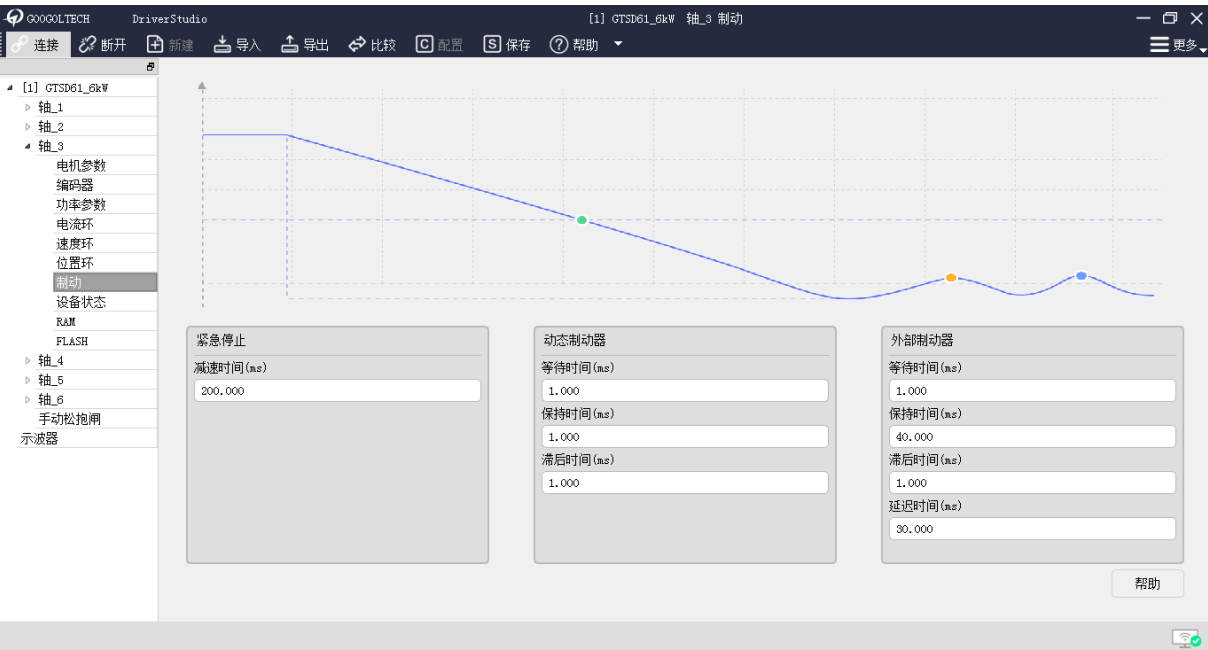 GOOGOLTECH DriverStudio [1] GTSD61_6kW 轴_3 制动
连接 断开 新建 导入 导出 比较 C 配置 S 保存 ? 帮助 更多
[1] GTSD61_6kW
轴_1
轴_2
轴_3
电机参数
编码器
功率参数
电流环
速度环
位置环
制动
设备状态
RAM
FLASH
轴_4
轴_5
轴_6
手动松抱闸
示波器
紧急停止
减速时间(ms)
200.000
动态制动器
等待时间(ms)
1.000
保持时间(ms)
1.000
滞后时间(ms)
1.000
外部制动器
等待时间(ms)
1.000
保持时间(ms)
40.000
滞后时间(ms)
1.000
延迟时间(ms)
30.000
帮助